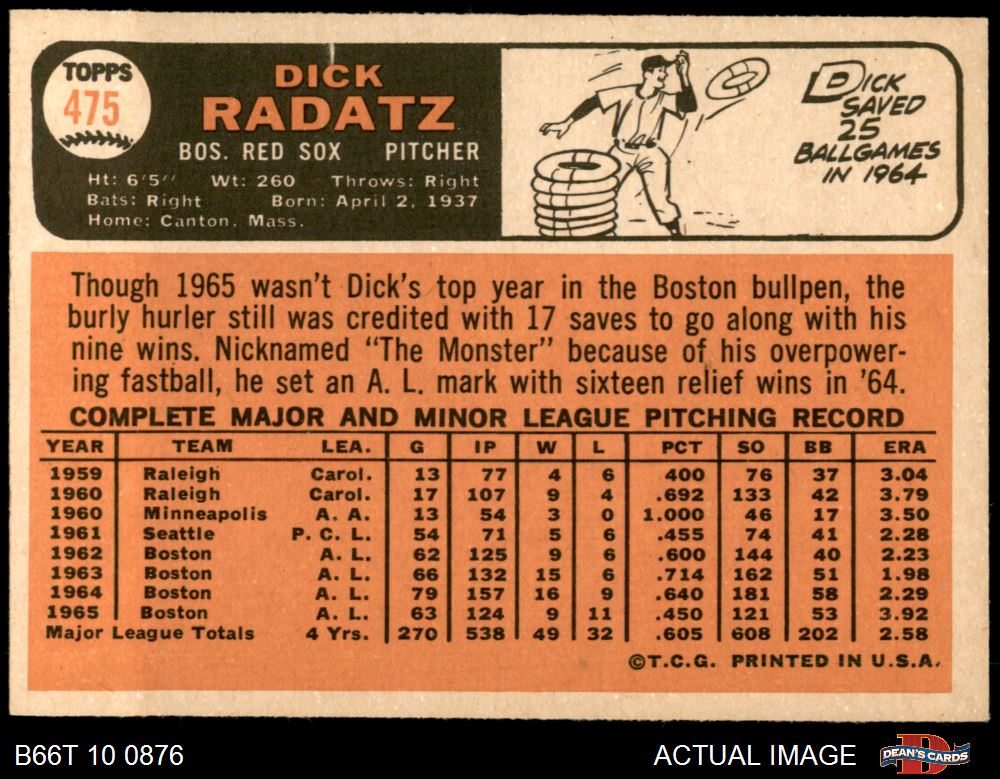 TOPPS
475
DICK
RADATZ
BOS. RED SOX PITCHER
Ht: 6'5" Wt: 260 Throws: Right
Bats: Right Born: April 2, 1937
Home: Canton, Mass.
DICK
SAVED
25
BALLGAMES
IN 1964
Though 1965 wasn't Dick's top year in the Boston bullpen, the
burly hurler still was credited with 17 saves to go along with his
nine wins. Nicknamed "The Monster" because of his overpower-
ing fastball, he set an A. L. mark with sixteen relief wins in '64.
COMPLETE MAJOR AND MINOR LEAGUE PITCHING RECORD
YEAR TEAM LEA. G IP W L PCT SO BB ERA
1959 Raleigh Carol. 13 77 4 6 .400 76 37 3.04
1960 Raleigh Carol. 17 107 9 4 .692 133 42 3.79
1960 Minneapolis A. A. 13 54 3 0 1.000 46 17 3.50
1961 Seattle P. C. L. 54 71 5 6 .455 74 41 2.28
1962 Boston A. L. 62 125 9 6 .600 144 40 2.23
1963 Boston A. L. 66 132 15 6 .714 162 51 1.98
1964 Boston A. L. 79 157 16 9 .640 181 58 2.29
1965 Boston A. L. 63 124 9 11 .450 121 53 3.92
Major League Totals 4 Yrs. 270 538 49 32 .605 608 202 2.58
©T.C.G. PRINTED IN U.S.A.
B66T 10 0876 ACTUAL IMAGE DEAN'S CARDS